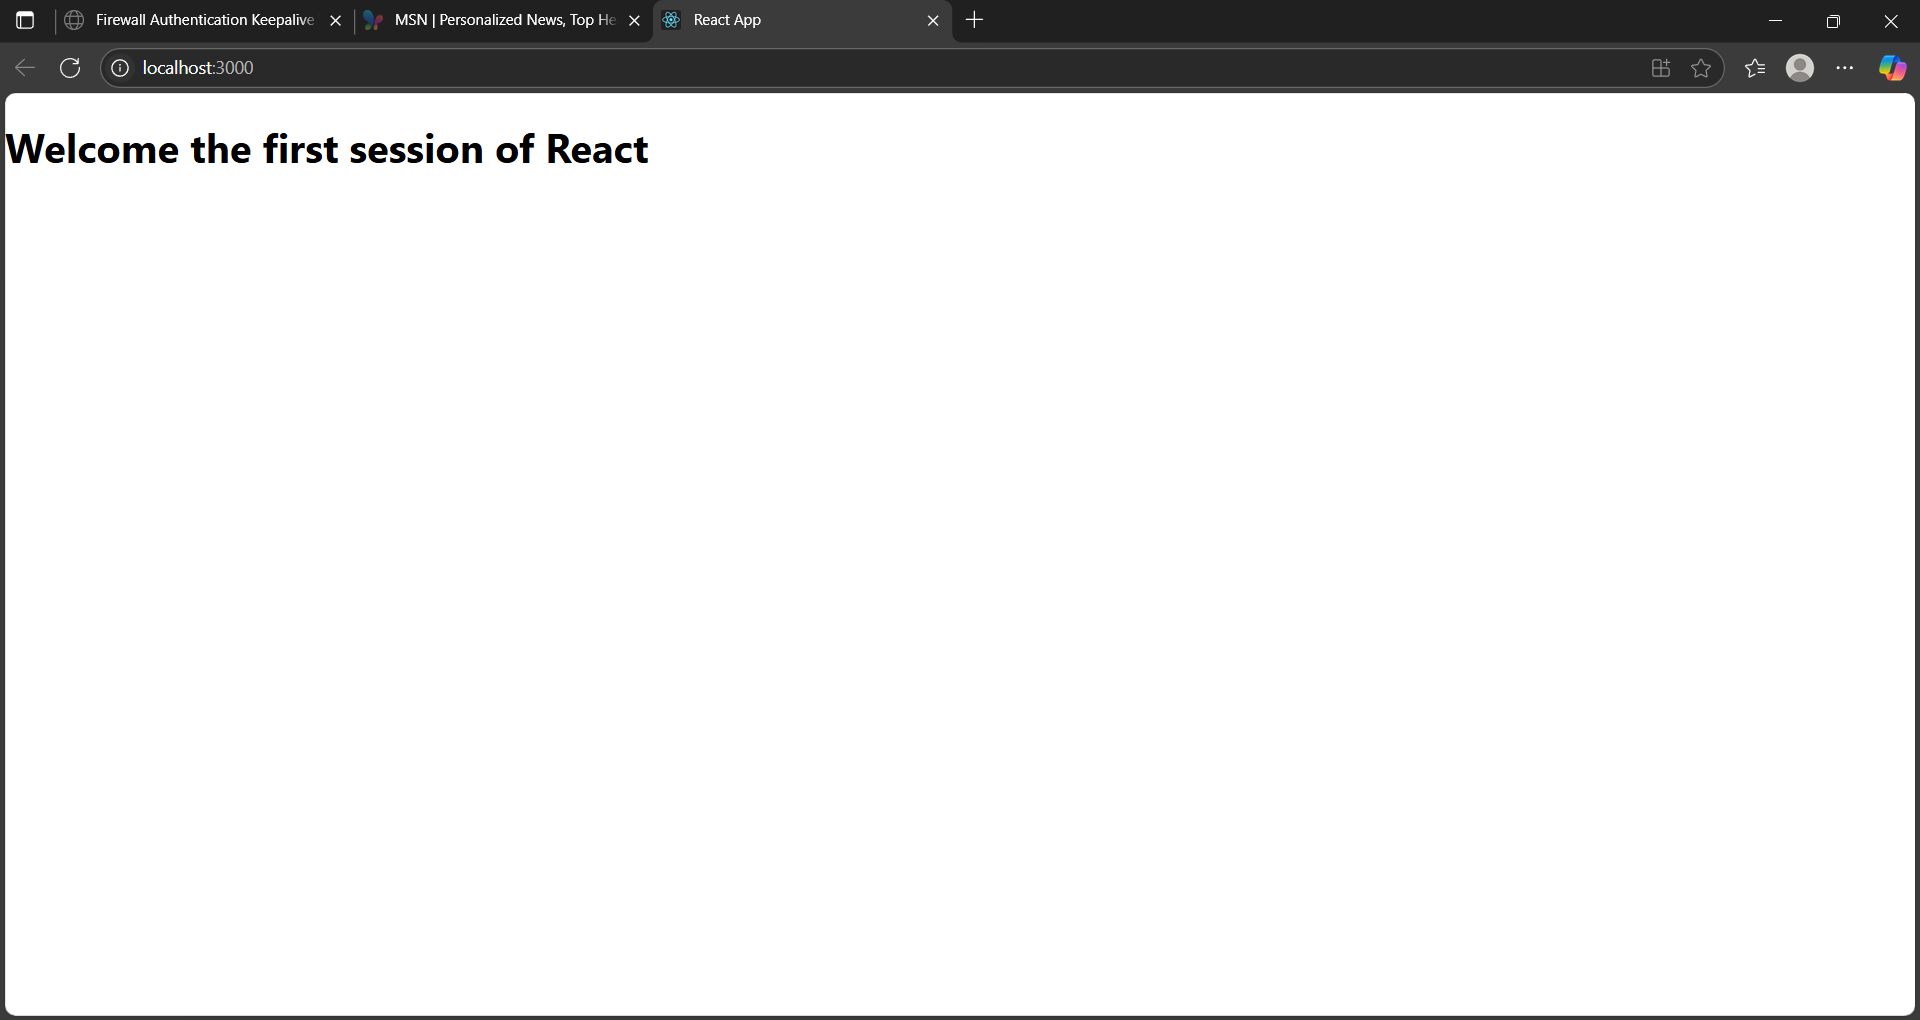 Firewall Authentication Keepalive
MSN | Personalized News, Top He
React App
localhost:3000
Welcome the first session of React